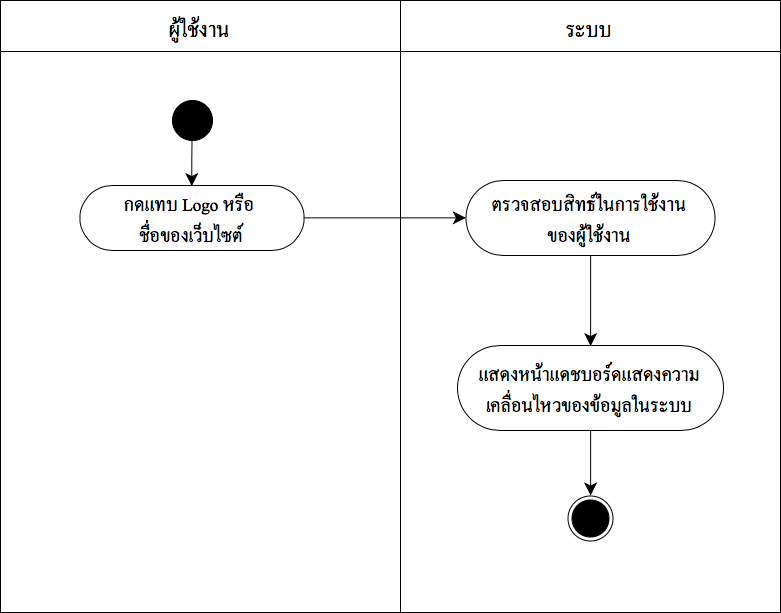 ผู้ใช้งาน
ระบบ
กดแทบ Logo หรือ
ชื่อของเว็บไซต์
ตรวจสอบสิทธ์ในการใช้งาน
ของผู้ใช้งาน
แสดงหน้าแดชบอร์ดแสดงความ
เคลื่อนไหวของข้อมูลในระบบ